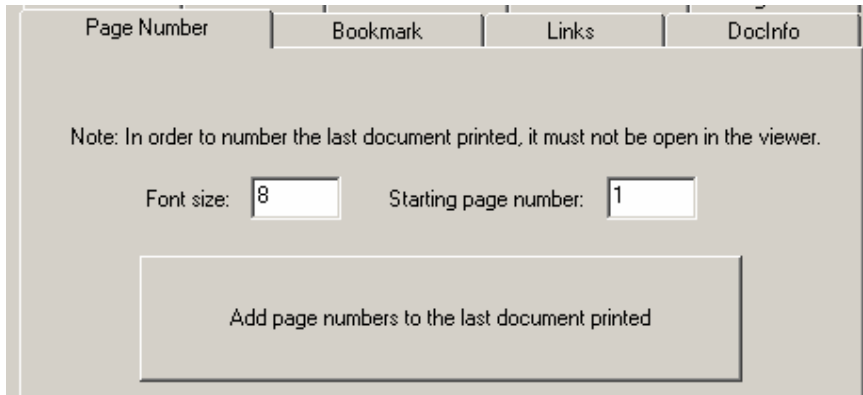 Page Number Bookmark Links DocInfo
Note: In order to number the last document printed, it must not be open in the viewer.
Font size: 8 Starting page number: 1
Add page numbers to the last document printed